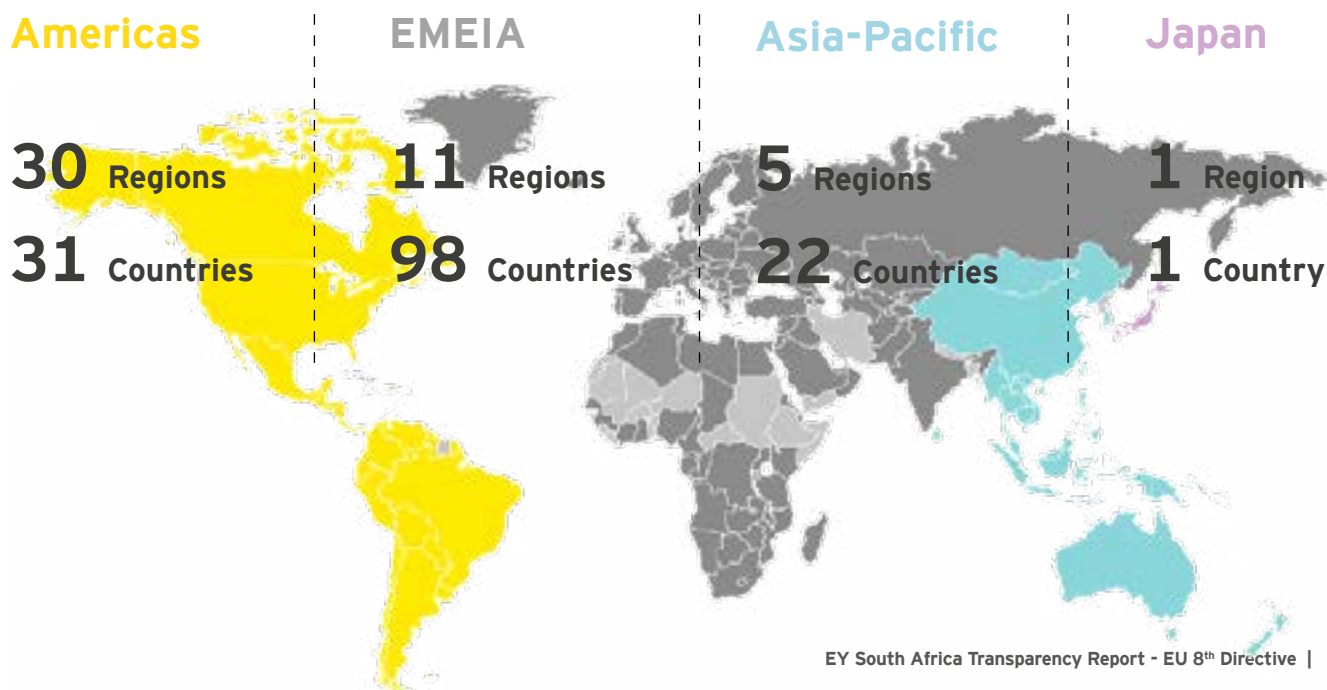 Americas
EMEIA
Asia-Pacific
Japan
30 Regions
11 Regions
5 Regions
1 Region
31 Countries
98 Countries
22 Countries
1 Country
EY South Africa Transparency Report - EU 8th Directive |